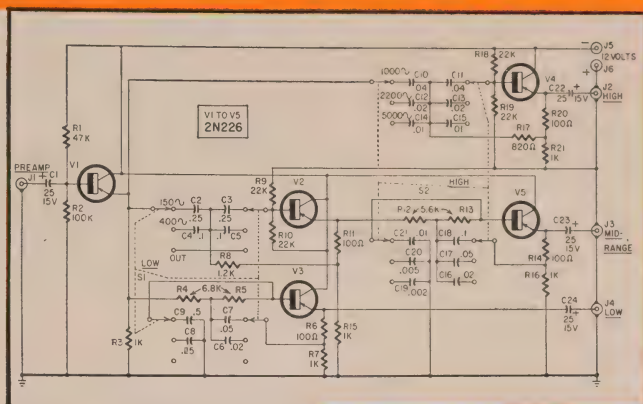 R18
22K
12 VOLTS
J5
J6
1000~
C10
.04
C11
.04
V4
C22
25
15V
J2
HIGH
2200~
C12
.02
C13
.02
R19
22K
5000~
C14
.01
C15
.01
R20
100Ω
R17
820Ω
R21
1K
V1 TO V5
2N226
R1
47K
V1
PREAMP
J1
C1
25
15V
R2
100K
R9
22K
V2
150~
C2
.25
C3
.25
R10
22K
400~
C4
.1
.1
C5
OUT
R8
1.2K
LOW
S1
V3
R4
6.8K
R5
C9
.5
C7
.05
C8
.25
C6
.02
R3
1K
R6
100Ω
R7
1K
R15
1K
R11
100Ω
HIGH
S2
R12
5.6K
R13
V5
C21
.01
C18
.1
C20
.005
C17
.05
C19
.002
C16
.02
C23
25
15V
J3
MID-
RANGE
R14
100Ω
R16
1K
C24
25
15V
J4
LOW